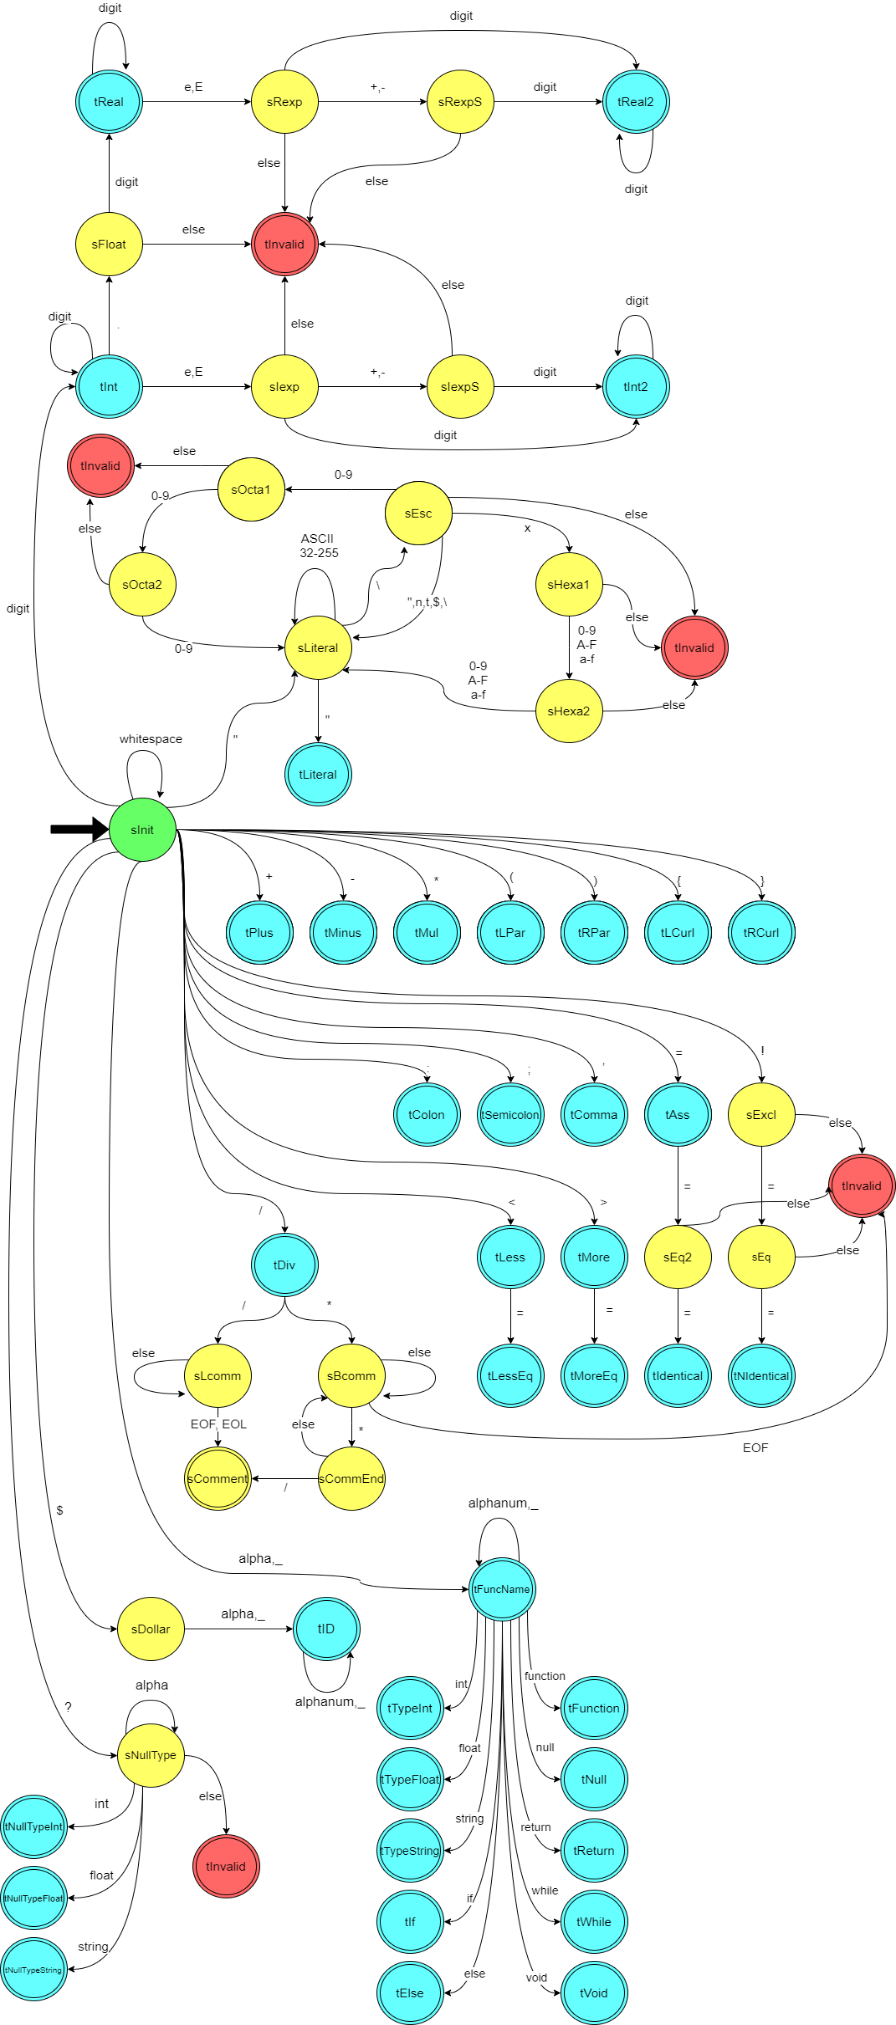 digit
digit
tReal
e,E
sRexp
+,-
sRexpS
digit
tReal2
else
else
digit
digit
sFloat
else
tInvalid
.
else
else
digit
digit
tInt
e,E
sIexp
+,-
sIexpS
digit
tInt2
digit
tInvalid
else
sOcta1
0-9
sEsc
0-9
else
else
ASCII
32-255
x
sOcta2
\
sHexa1
",n,t,$,\
digit
else
0-9
A-F
a-f
0-9
sLiteral
tInvalid
0-9
A-F
a-f
else
sHexa2
"
"
whitespace
tLiteral
sInit
+
-
*
(
)
{
}
tPlus
tMinus
tMul
tLPar
tRPar
tLCurl
tRCurl
:
;
,
=
!
tColon
tSemicolon
tComma
tAss
sExcl
else
tInvalid
=
=
/
<
>
else
tDiv
tLess
tMore
sEq2
sEq
else
/
*
=
=
=
=
else
else
sLcomm
sBcomm
tLessEq
tMoreEq
tIdentical
tNIdentical
EOF, EOL
else
*
EOF
sComment
/
sCommEnd
$
alphanum,_
alpha,_
tFuncName
sDollar
alpha,_
tID
alphanum,_
alpha
?
int
function
tTypeInt
tFunction
sNullType
float
null
tTypeFloat
tNull
int
else
string
return
tNullTypeInt
tTypeString
tReturn
float
tInvalid
if
while
tNullTypeFloat
tIf
tWhile
string
else
void
tNullTypeString
tElse
tVoid